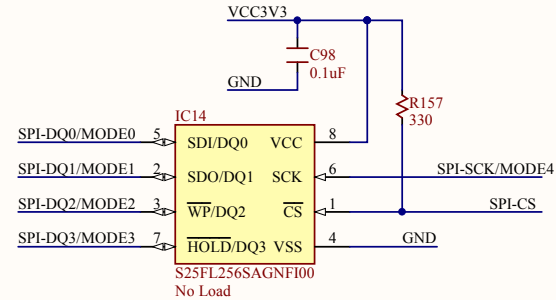 VCC3V3
C98
0.1uF
GND
R157
330
IC14
SPI-DQ0/MODE0 5 SDI/DQ0 VCC 8
SPI-DQ1/MODE1 2 SDO/DQ1 SCK 6 SPI-SCK/MODE4
SPI-DQ2/MODE2 3 WP/DQ2 CS 1 SPI-CS
SPI-DQ3/MODE3 7 HOLD/DQ3 VSS 4 GND
S25FL256SAGNFI00
No Load